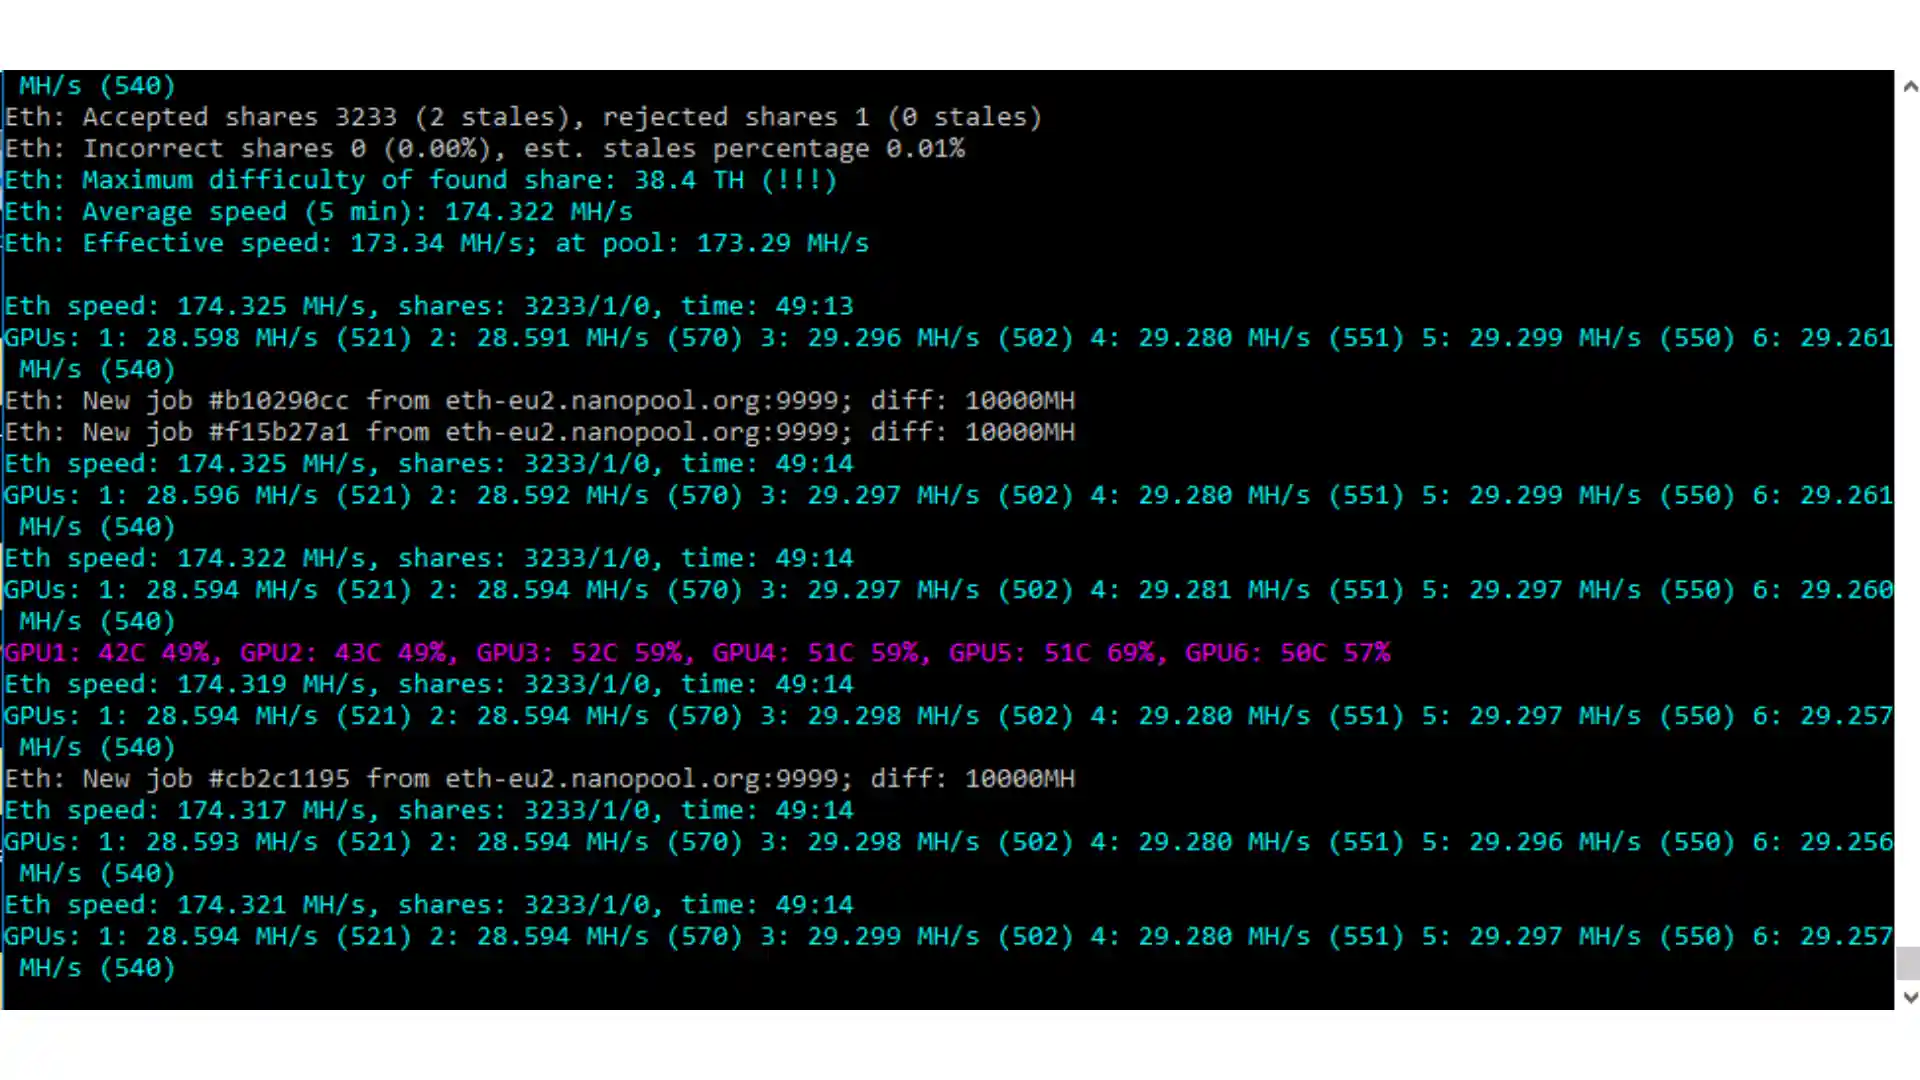 MH/s (540)
Eth: Accepted shares 3233 (2 stales), rejected shares 1 (0 stales)
Eth: Incorrect shares 0 (0.00%), est. stales percentage 0.01%
Eth: Maximum difficulty of found share: 38.4 TH (!!!)
Eth: Average speed (5 min): 174.322 MH/s
Eth: Effective speed: 173.34 MH/s; at pool: 173.29 MH/s
Eth speed: 174.325 MH/s, shares: 3233/1/0, time: 49:13
GPUs: 1: 28.598 MH/s (521) 2: 28.591 MH/s (570) 3: 29.296 MH/s (502) 4: 29.280 MH/s (551) 5: 29.299 MH/s (550) 6: 29.261
MH/s (540)
Eth: New job #b10290cc from eth-eu2.nanopool.org:9999; diff: 10000MH
Eth: New job #f15b27a1 from eth-eu2.nanopool.org:9999; diff: 10000MH
Eth speed: 174.325 MH/s, shares: 3233/1/0, time: 49:14
GPUs: 1: 28.596 MH/s (521) 2: 28.592 MH/s (570) 3: 29.297 MH/s (502) 4: 29.280 MH/s (551) 5: 29.299 MH/s (550) 6: 29.261
MH/s (540)
Eth speed: 174.322 MH/s, shares: 3233/1/0, time: 49:14
GPUs: 1: 28.594 MH/s (521) 2: 28.594 MH/s (570) 3: 29.297 MH/s (502) 4: 29.281 MH/s (551) 5: 29.297 MH/s (550) 6: 29.260
MH/s (540)
GPU1: 42C 49%, GPU2: 43C 49%, GPU3: 52C 59%, GPU4: 51C 59%, GPU5: 51C 69%, GPU6: 50C 57%
Eth speed: 174.319 MH/s, shares: 3233/1/0, time: 49:14
GPUs: 1: 28.594 MH/s (521) 2: 28.594 MH/s (570) 3: 29.298 MH/s (502) 4: 29.280 MH/s (551) 5: 29.297 MH/s (550) 6: 29.257
MH/s (540)
Eth: New job #cb2c1195 from eth-eu2.nanopool.org:9999; diff: 10000MH
Eth speed: 174.317 MH/s, shares: 3233/1/0, time: 49:14
GPUs: 1: 28.593 MH/s (521) 2: 28.594 MH/s (570) 3: 29.298 MH/s (502) 4: 29.280 MH/s (551) 5: 29.296 MH/s (550) 6: 29.256
MH/s (540)
Eth speed: 174.321 MH/s, shares: 3233/1/0, time: 49:14
GPUs: 1: 28.594 MH/s (521) 2: 28.594 MH/s (570) 3: 29.299 MH/s (502) 4: 29.280 MH/s (551) 5: 29.297 MH/s (550) 6: 29.257
MH/s (540)